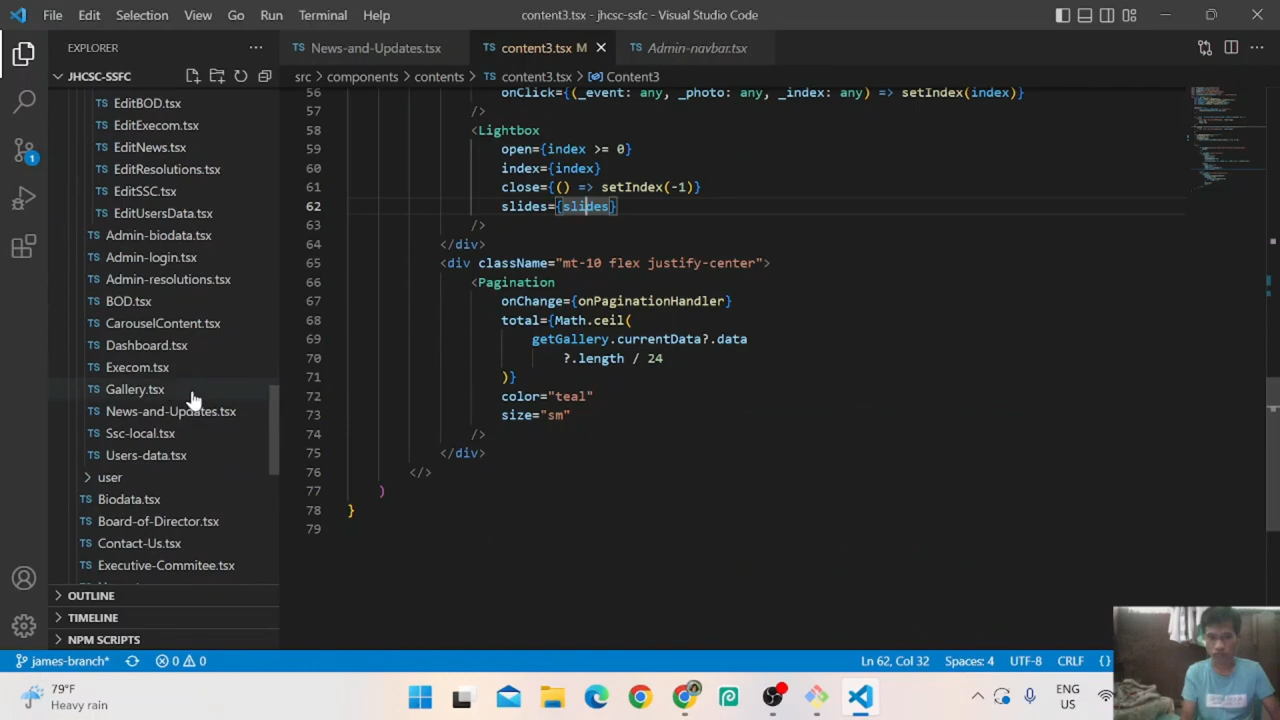 File Edit Selection View Go Run Terminal Help
content3.tsx - jhcsc-ssfc - Visual Studio Code
EXPLORER
News-and-Updates.tsx
content3.tsx M
Admin-navbar.tsx
JHCSC-SSFC
src > components > contents > content3.tsx > Content3
EditBOD.tsx
EditExecom.tsx
EditNews.tsx
EditResolutions.tsx
EditSSC.tsx
EditUsersData.tsx
Admin-biodata.tsx
Admin-login.tsx
Admin-resolutions.tsx
BOD.tsx
CarouselContent.tsx
Dashboard.tsx
Execom.tsx
Gallery.tsx
News-and-Updates.tsx
Ssc-local.tsx
Users-data.tsx
user
Biodata.tsx
Board-of-Director.tsx
Contact-Us.tsx
Executive-Commitee.tsx
OUTLINE
TIMELINE
NPM SCRIPTS
56 onClick={(_event: any, _photo: any, _index: any) => setIndex(index)}
57 />
58 <Lightbox
59 open={index >= 0}
60 index={index}
61 close={() => setIndex(-1)}
62 slides={slides}
63 />
64 </div>
65 <div className="mt-10 flex justify-center">
66 <Pagination
67 onChange={onPaginationHandler}
68 total={Math.ceil(
69 getGallery.currentData?.data
70 ?.length / 24
71 )}
72 color="teal"
73 size="sm"
74 />
75 </div>
76 </>
77 )
78 }
79
1
james-branch* 0 0
Ln 62, Col 32 Spaces: 4 UTF-8 CRLF {}
79°F
Heavy rain
ENG
US